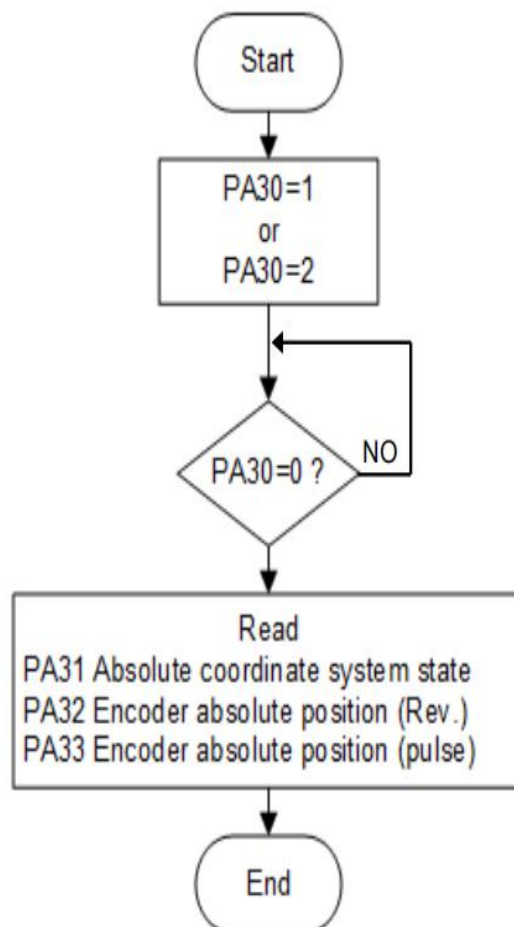 Start
PA30=1
or
PA30=2
PA30=0 ?
NO
Read
PA31 Absolute coordinate system state
PA32 Encoder absolute position (Rev.)
PA33 Encoder absolute position (pulse)
End